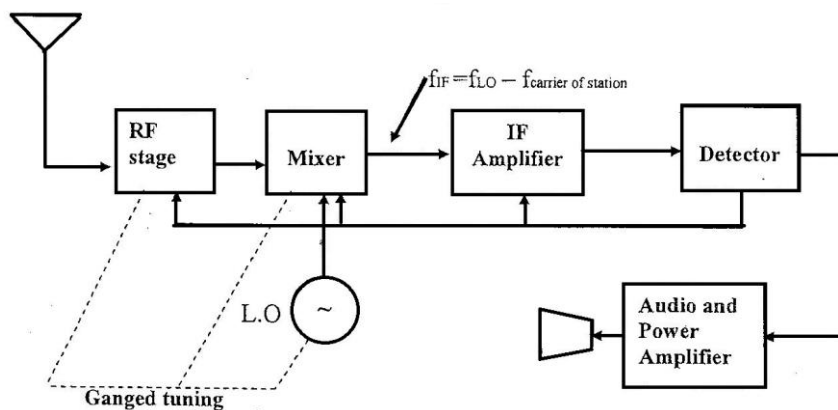 fIF=fLO – fcarrier of station
RF
stage
Mixer
IF
Amplifier
Detector
L.O
~
Audio and
Power
Amplifier
Ganged tuning